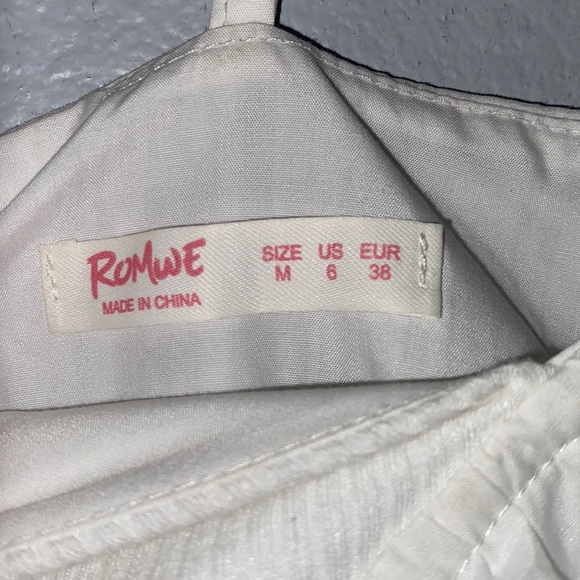 ROMWE
MADE IN CHINA
SIZE US EUR
M 6 38